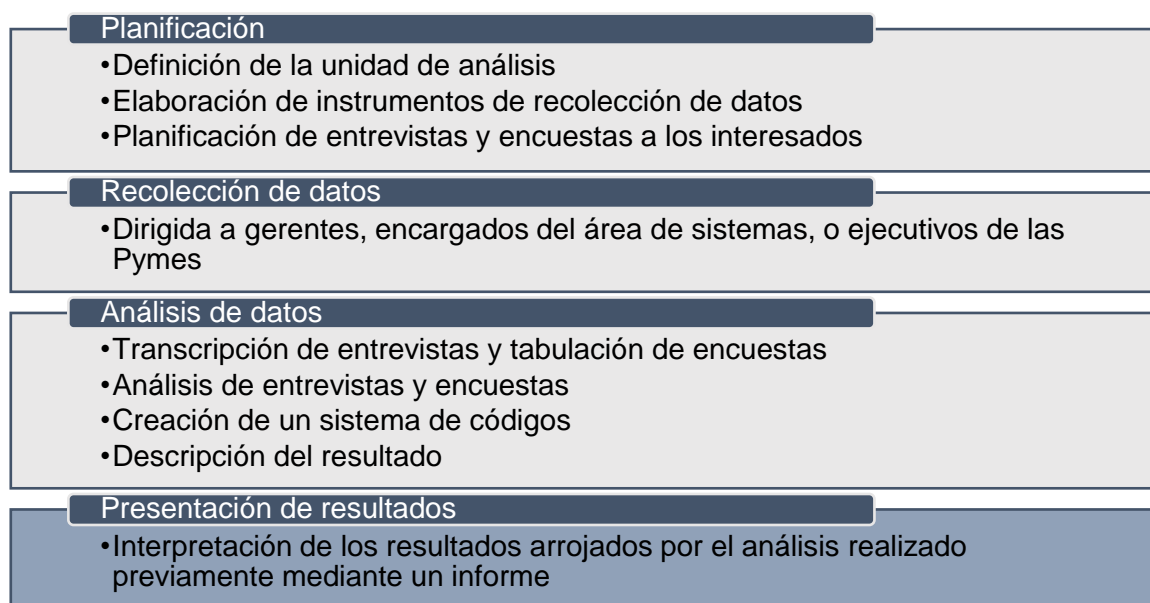 Planificación
•Definición de la unidad de análisis
•Elaboración de instrumentos de recolección de datos
•Planificación de entrevistas y encuestas a los interesados
Recolección de datos
•Dirigida a gerentes, encargados del área de sistemas, o ejecutivos de las
Pymes
Análisis de datos
•Transcripción de entrevistas y tabulación de encuestas
•Análisis de entrevistas y encuestas
•Creación de un sistema de códigos
•Descripción del resultado
Presentación de resultados
•Interpretación de los resultados arrojados por el análisis realizado
previamente mediante un informe